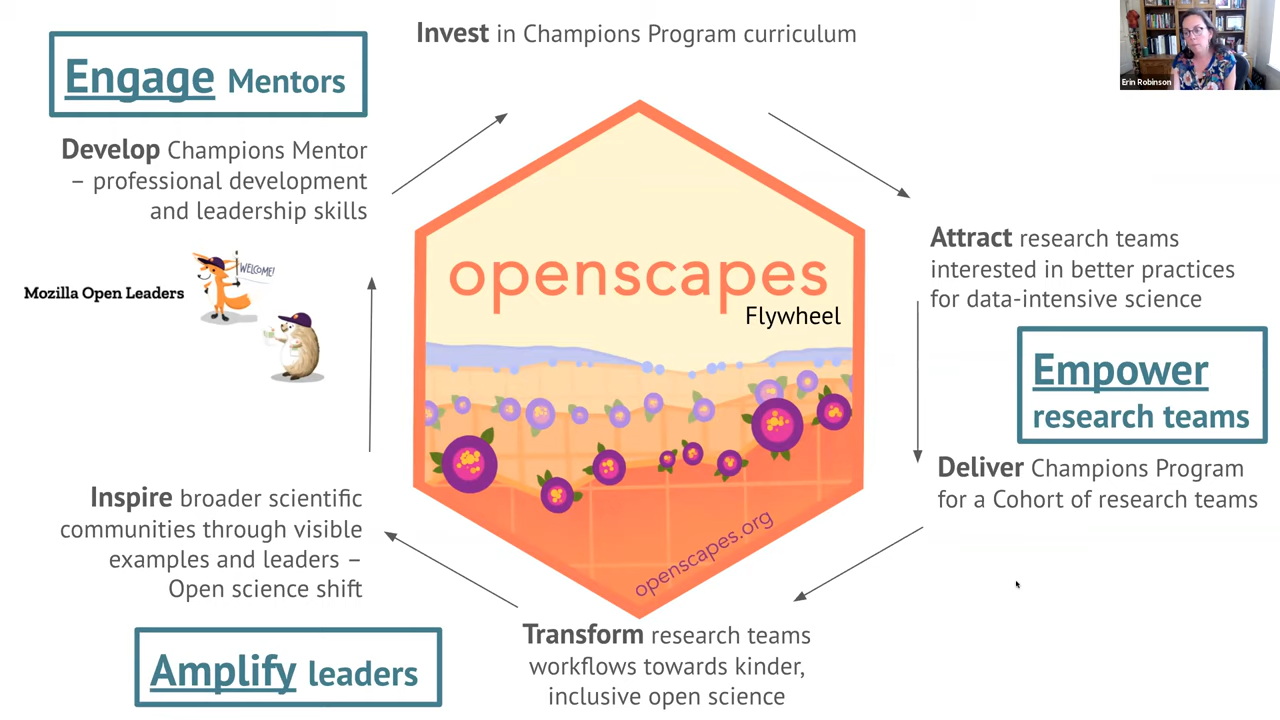 Invest in Champions Program curriculum
Erin Robinson
Engage Mentors
Develop Champions Mentor
– professional development
and leadership skills
WELCOME!
Mozilla Open Leaders
openscapes
Flywheel
openscapes.org
Attract research teams
interested in better practices
for data-intensive science
Empower
research teams
Deliver Champions Program
for a Cohort of research teams
Transform research teams
workflows towards kinder,
inclusive open science
Inspire broader scientific
communities through visible
examples and leaders –
Open science shift
Amplify leaders